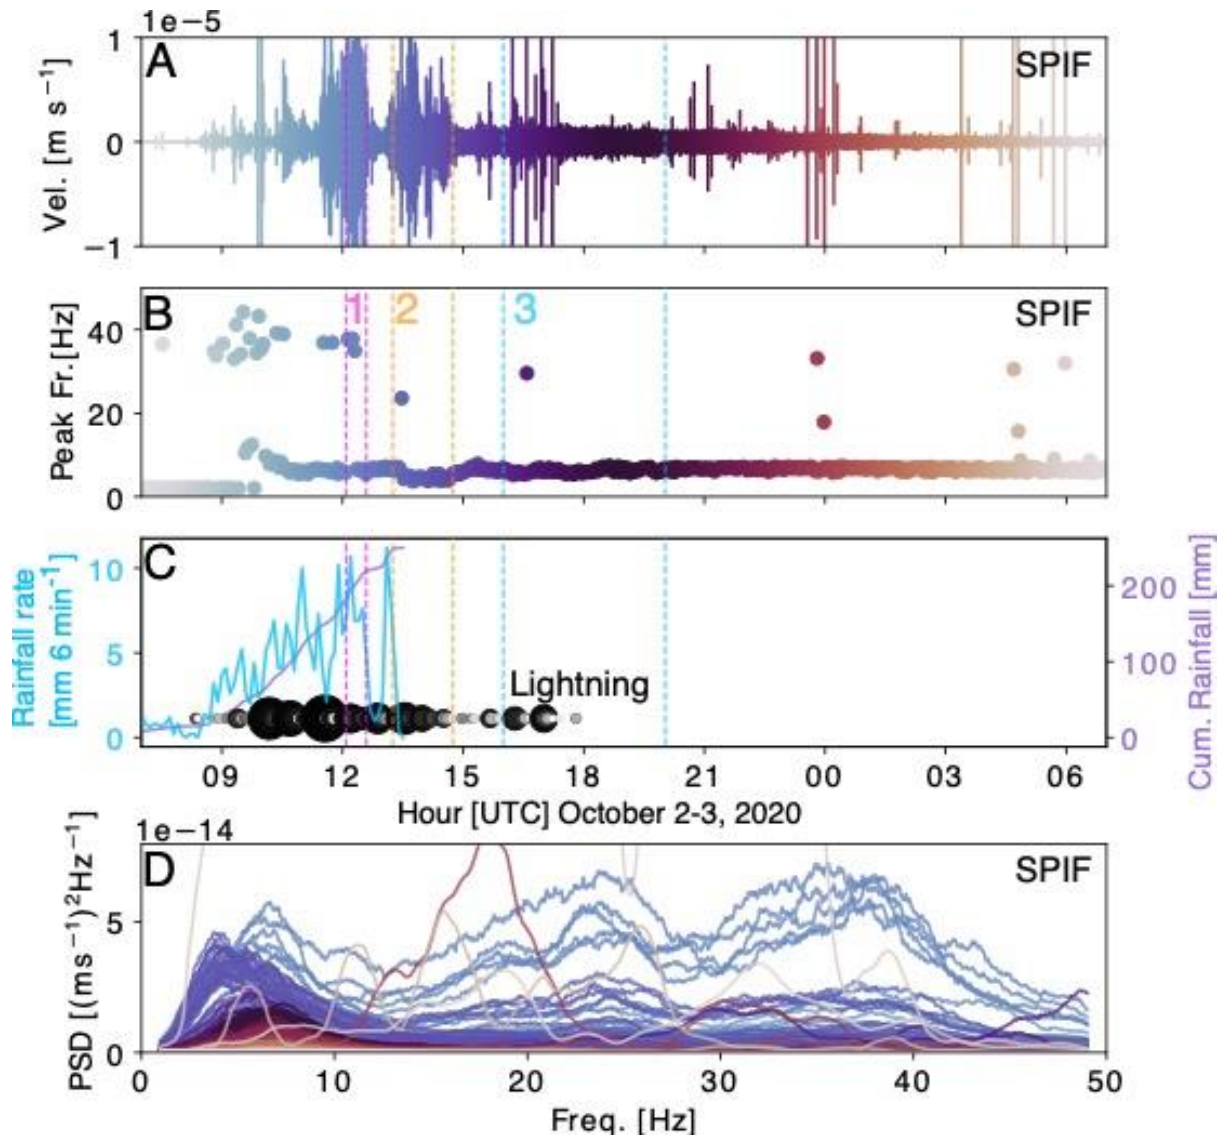 1e−5
A
SPIF
1
0
−1
Vel. [m s−1]
B
1
2
3
SPIF
40
20
0
Peak Fr.[Hz]
C
10
5
0
Rainfall rate
[mm 6 min−1]
200
100
0
Cum. Rainfall [mm]
Lightning
09 12 15 18 21 00 03 06
Hour [UTC] October 2-3, 2020
1e−14
D
SPIF
5
0
PSD [(ms−1)2Hz−1]
0 10 20 30 40 50
Freq. [Hz]